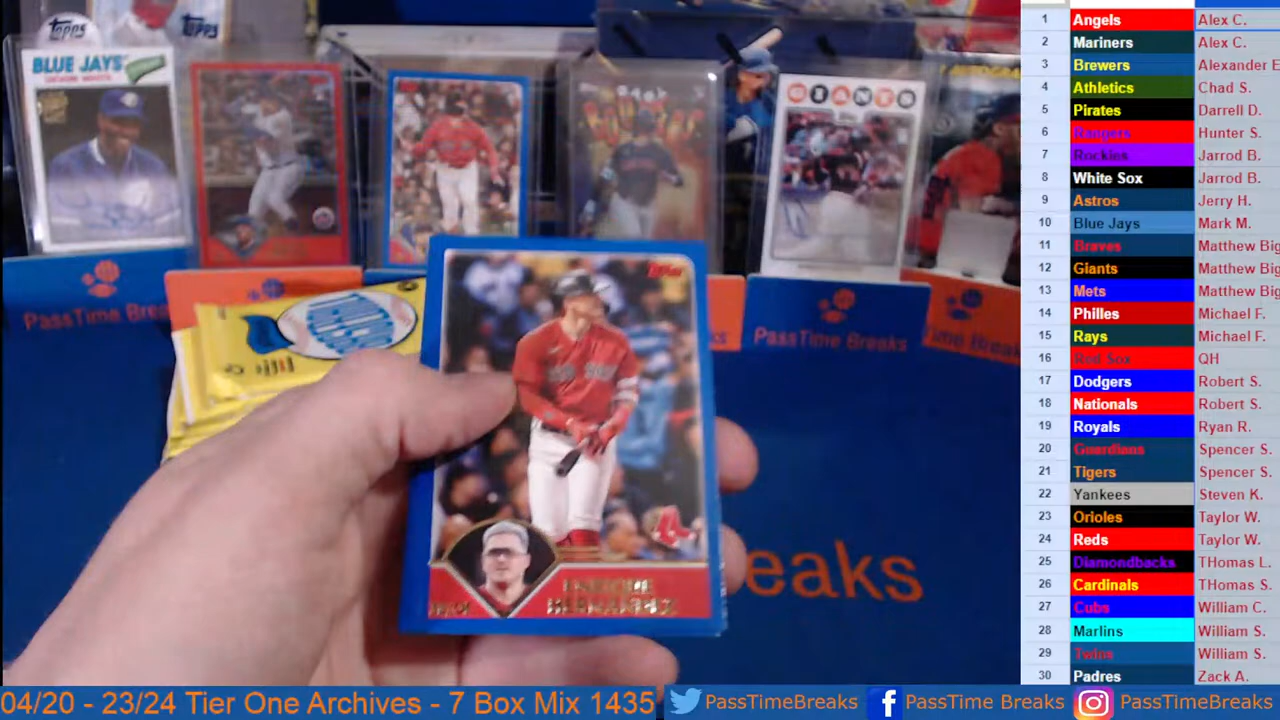 Topps
Topps
BLUE JAYS
GIANTS
PassTime Breaks
PassTime Breaks
Time Breaks
Topps
ENRIQUE
HERNANDEZ
eaks
1 Angels Alex C.
2 Mariners Alex C.
3 Brewers Alexander E
4 Athletics Chad S.
5 Pirates Darrell D.
6 Rangers Hunter S.
7 Rockies Jarrod B.
8 White Sox Jarrod B.
9 Astros Jerry H.
10 Blue Jays Mark M.
11 Braves Matthew Big
12 Giants Matthew Big
13 Mets Matthew Big
14 Philles Michael F.
15 Rays Michael F.
16 Red Sox QH
17 Dodgers Robert S.
18 Nationals Robert S.
19 Royals Ryan R.
20 Guardians Spencer S.
21 Tigers Spencer S.
22 Yankees Steven K.
23 Orioles Taylor W.
24 Reds Taylor W.
25 Diamondbacks THomas L.
26 Cardinals THomas S.
27 Cubs William C.
28 Marlins William S.
29 Twins William S.
30 Padres Zack A.
04/20 - 23/24 Tier One Archives - 7 Box Mix 1435 PassTimeBreaks PassTime Breaks PassTimeBreaks